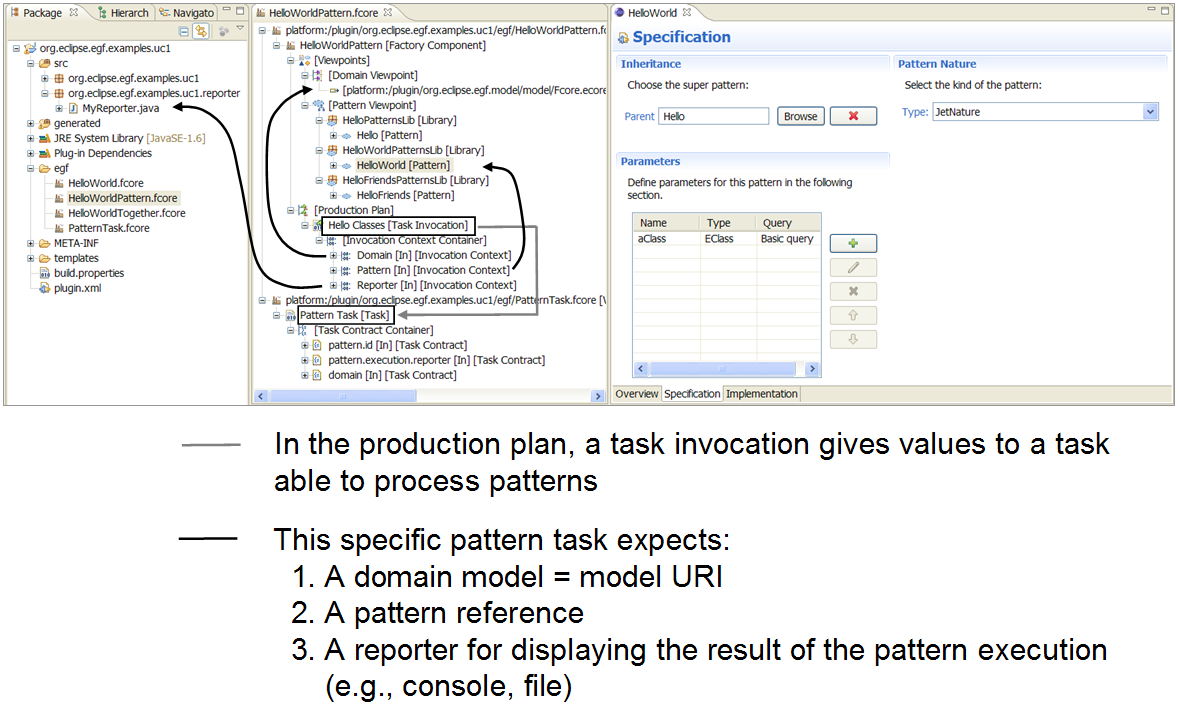 Package
Hierarch
Navigato
org.eclipse.egf.examples.uc1
src
org.eclipse.egf.examples.uc1
org.eclipse.egf.examples.uc1.reporter
MyReporter.java
generated
JRE System Library [JavaSE-1.6]
Plug-in Dependencies
egf
HelloWorld.fcore
HelloWorldPattern.fcore
HelloWorldTogether.fcore
PatternTask.fcore
META-INF
templates
build.properties
plugin.xml
HelloWorldPattern.fcore
platform:/plugin/org.eclipse.egf.examples.uc1/egf/HelloWorldPattern.fc
HelloWorldPattern [Factory Component]
[Viewpoints]
[Domain Viewpoint]
[platform:/plugin/org.eclipse.egf.model/model/Fcore.ecore
[Pattern Viewpoint]
HelloPatternsLib [Library]
Hello [Pattern]
HelloWorldPatternsLib [Library]
HelloWorld [Pattern]
HelloFriendsPatternsLib [Library]
HelloFriends [Pattern]
[Production Plan]
Hello Classes [Task Invocation]
[Invocation Context Container]
Domain [In] [Invocation Context]
Pattern [In] [Invocation Context]
Reporter [In] [Invocation Context]
platform:/plugin/org.eclipse.egf.examples.uc1/egf/PatternTask.fcore [
Pattern Task [Task]
[Task Contract Container]
pattern.id [In] [Task Contract]
pattern.execution.reporter [In] [Task Contract]
domain [In] [Task Contract]
HelloWorld
Specification
Inheritance
Choose the super pattern:
Parent Hello Browse
Pattern Nature
Select the kind of the pattern:
Type: JetNature
Parameters
Define parameters for this pattern in the following
section.
Name Type Query
aClass EClass Basic query
Overview Specification Implementation
In the production plan, a task invocation gives values to a task
able to process patterns
This specific pattern task expects:
1. A domain model = model URI
2. A pattern reference
3. A reporter for displaying the result of the pattern execution
(e.g., console, file)